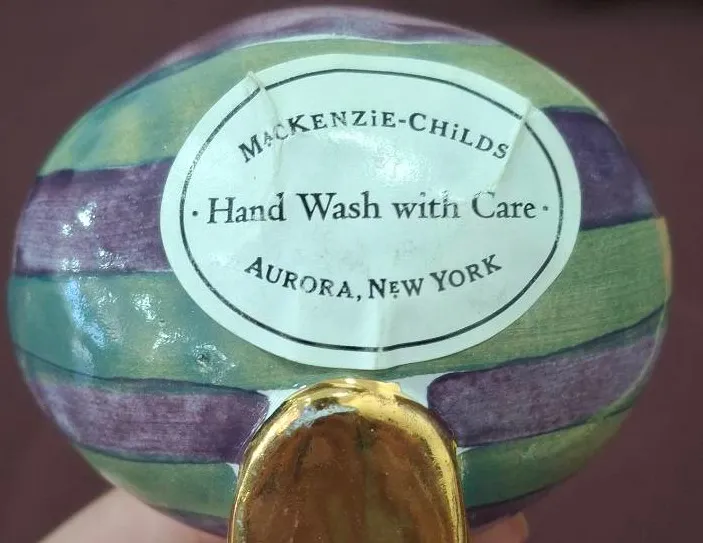 MACKENZiE-CHiLDS
· Hand Wash with Care ·
AURORA, NEW YORK